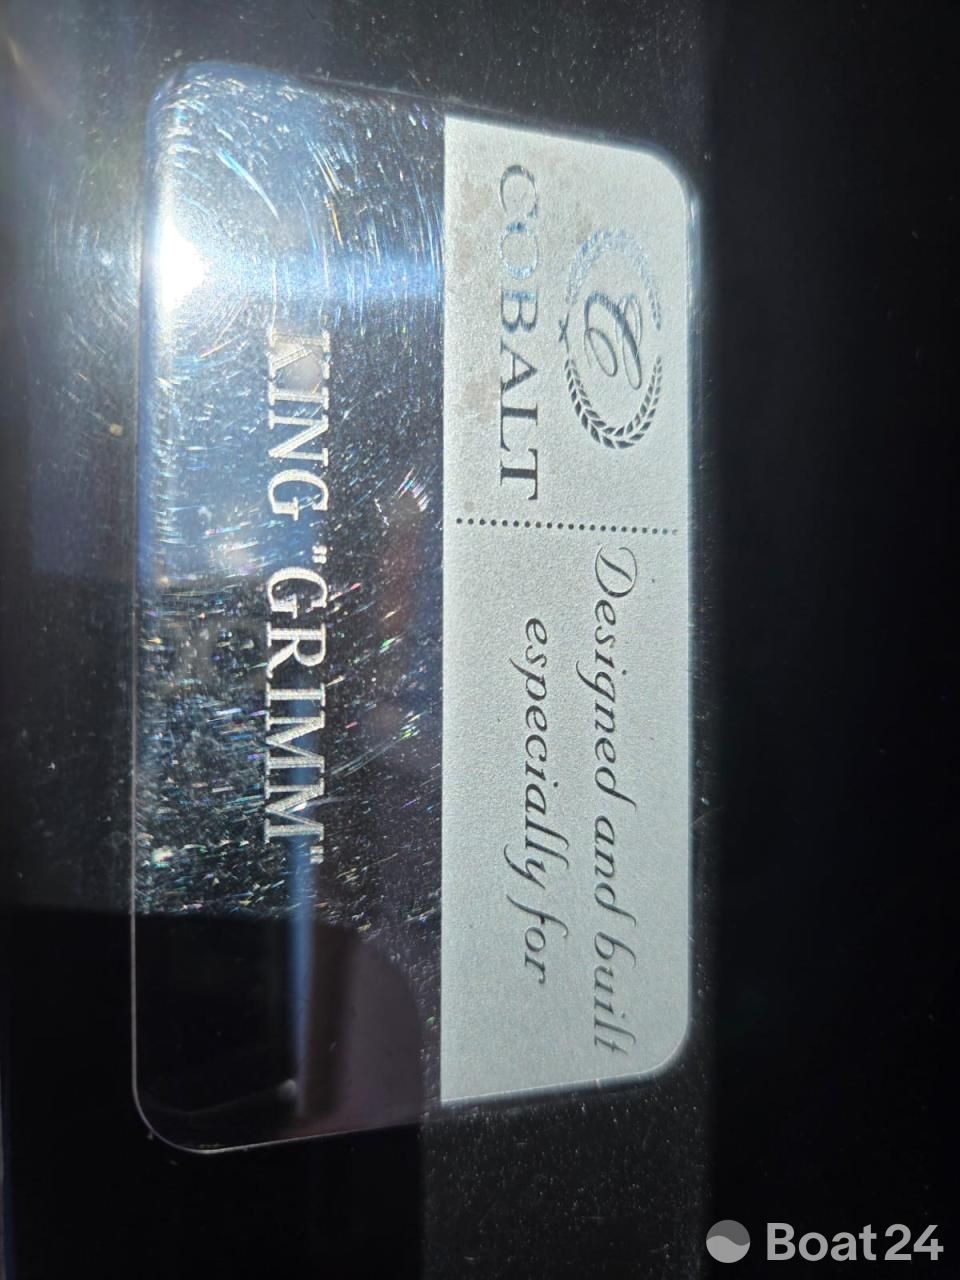 C
COBALT
Designed and built
especially for
KING "GRIMM"
Boat24